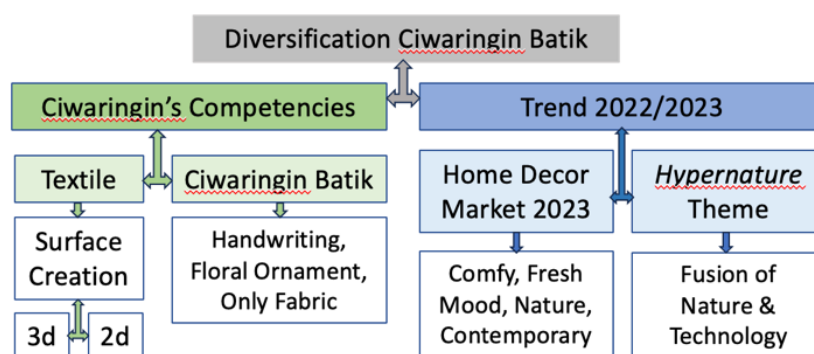 Diversification Ciwaringin Batik
Ciwaringin's Competencies
Trend 2022/2023
Textile
Ciwaringin Batik
Home Decor
Market 2023
Hypernature
Theme
Surface
Creation
Handwriting,
Floral Ornament,
Only Fabric
Comfy, Fresh
Mood, Nature,
Contemporary
Fusion of
Nature &
Technology
3d
2d